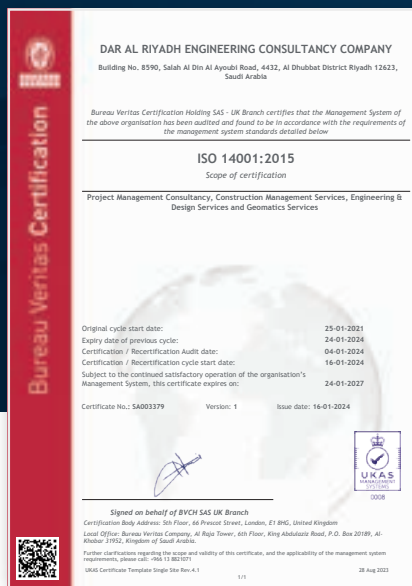 Bureau Veritas Certification
DAR AL RIYADH ENGINEERING CONSULTANCY COMPANY
Building No. 8590, Salah Al Din Al Ayoubi Road, 4432, Al Dhubbat District Riyadh 12623,
Saudi Arabia
Bureau Veritas Certification Holding SAS – UK Branch certifies that the Management System of
the above organisation has been audited and found to be in accordance with the requirements of
the management system standards detailed below
ISO 14001:2015
Scope of certification
Project Management Consultancy, Construction Management Services, Engineering &
Design Services and Geomatics Services
Original cycle start date: 25-01-2021
Expiry date of previous cycle: 24-01-2024
Certification / Recertification Audit date: 04-01-2024
Certification / Recertification cycle start date: 16-01-2024
Subject to the continued satisfactory operation of the organisation's
Management System, this certificate expires on: 24-01-2027
Certificate No.: SA003379 Version: 1 Issue date: 16-01-2024
UKAS
MANAGEMENT
SYSTEMS
0008
Signed on behalf of BVCH SAS UK Branch
Certification Body Address: 5th Floor, 66 Prescot Street, London, E1 8HG, United Kingdom
Local Office: Bureau Veritas Company, Al Raja Tower, 6th Floor, King Abdulaziz Road, P.O. Box 20189, Al-
Khobar 31952, Kingdom of Saudi Arabia.
Further clarifications regarding the scope and validity of this certificate, and the applicability of the management system
requirements, please call: +966 13 8821071
UKAS Certificate Template Single Site Rev.4.1 28 Aug 2023
1/1